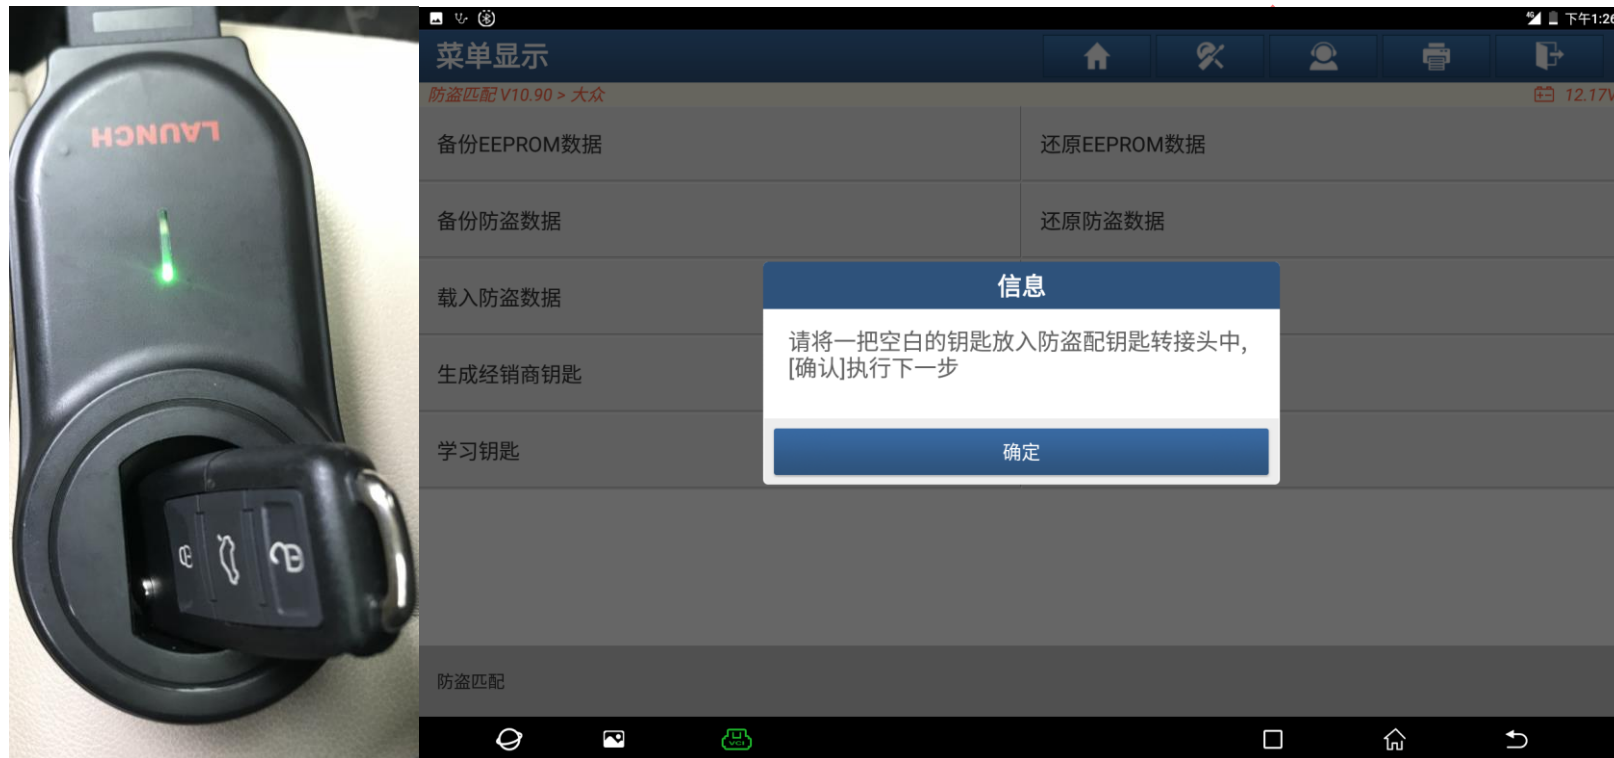 LAUNCH
4G 下午1:26
菜单显示
防盗匹配 V10.90 > 大众
12.17V
备份EEPROM数据
还原EEPROM数据
备份防盗数据
还原防盗数据
载入防盗数据
生成经销商钥匙
学习钥匙
信息
请将一把空白的钥匙放入防盗配钥匙转接头中,
[确认]执行下一步
确定
防盗匹配
VCI